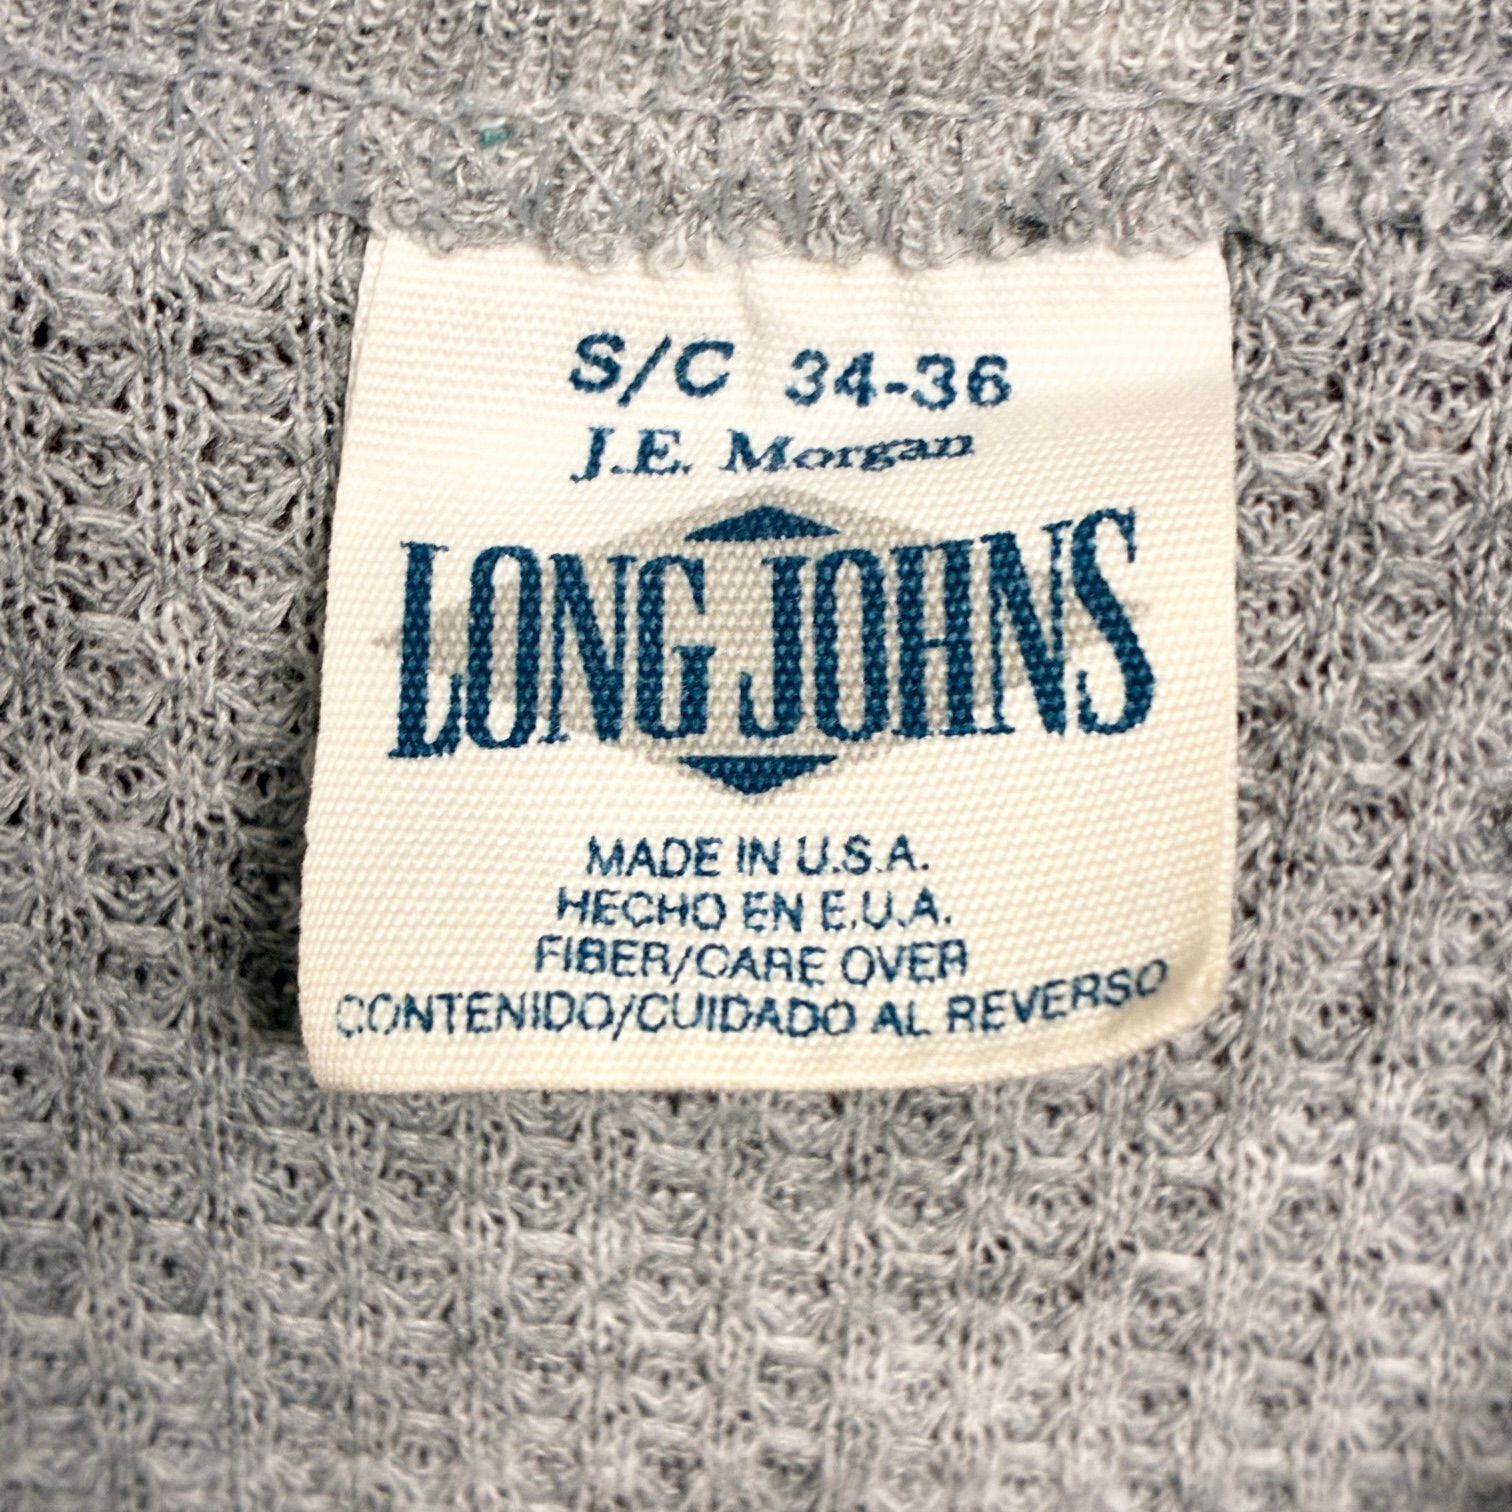 S/C 34-36
J.E. Morgan
LONG JOHNS
MADE IN U.S.A.
HECHO EN E.U.A.
FIBER/CARE OVER
CONTENIDO/CUIDADO AL REVERSO